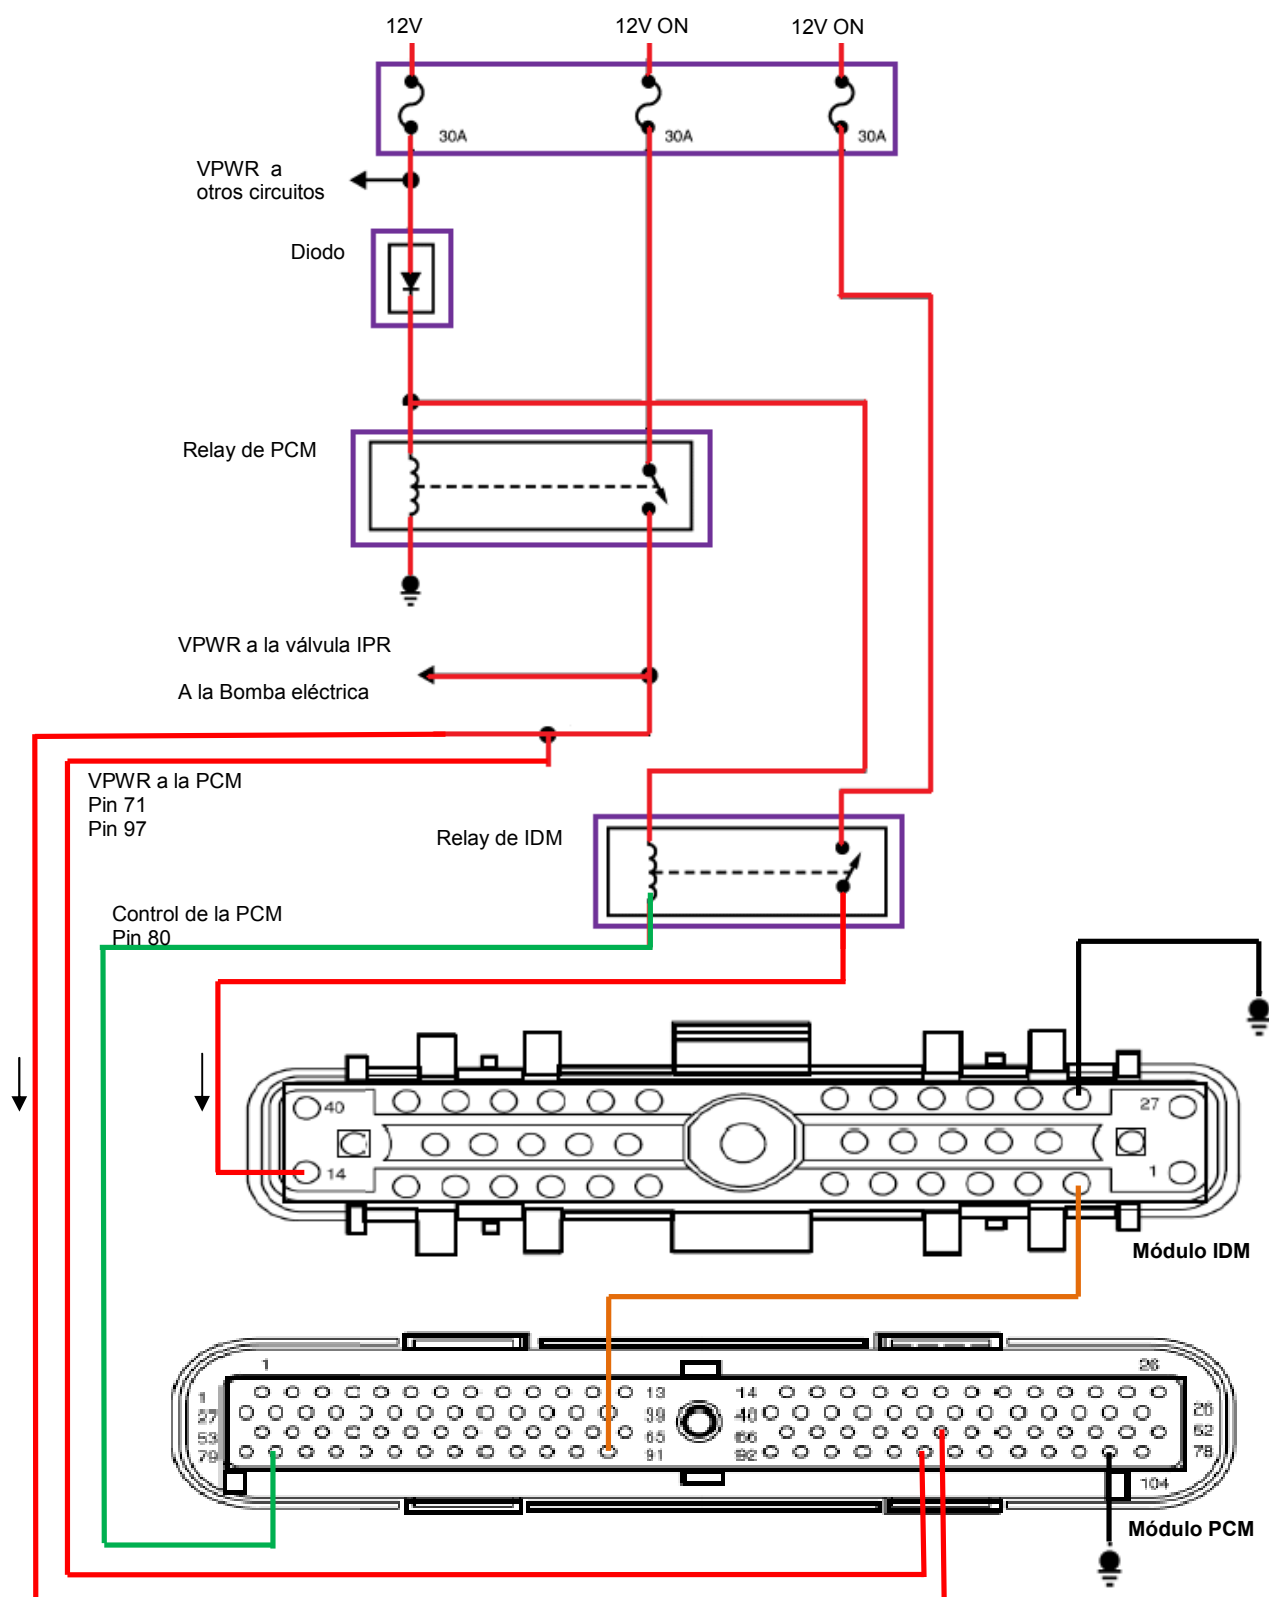 12V 12V ON 12V ON
30A 30A 30A
VPWR a
otros circuitos
Diodo
Relay de PCM
VPWR a la válvula IPR
A la Bomba eléctrica
VPWR a la PCM
Pin 71
Pin 97
Relay de IDM
Control de la PCM
Pin 80
40 27
14 1
Módulo IDM
1 26
1 13 14 26
27 39 40 52
53 65 66 78
79 91 92
104
Módulo PCM